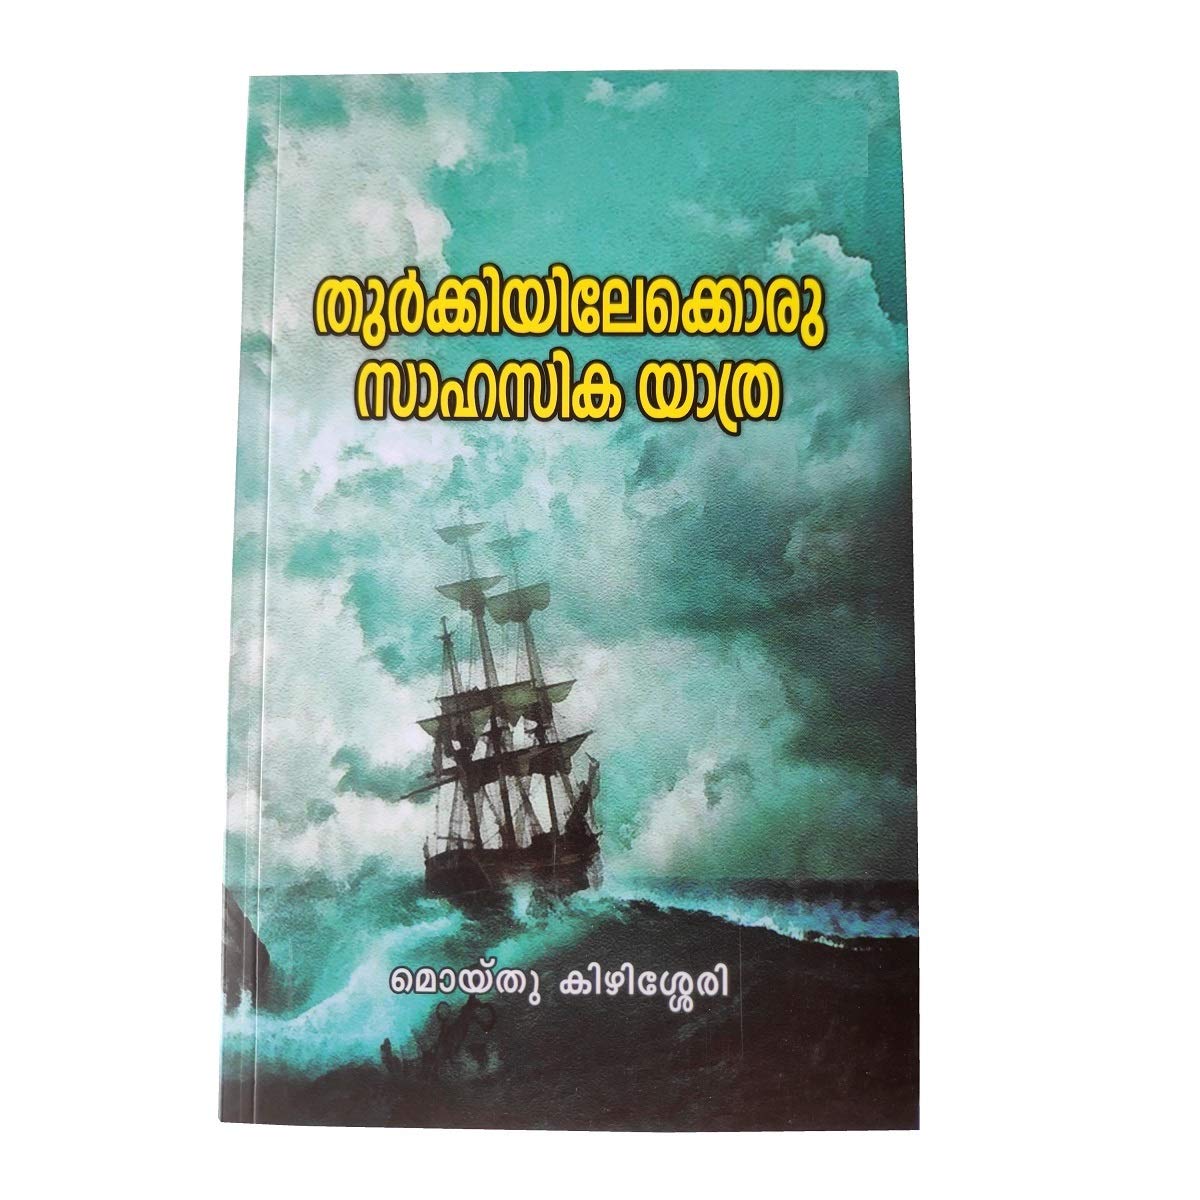 തുർക്കിയിലേക്കൊരു
സാഹസിക യാത്ര
മൊയ്തു കിഴിശ്ശേരി